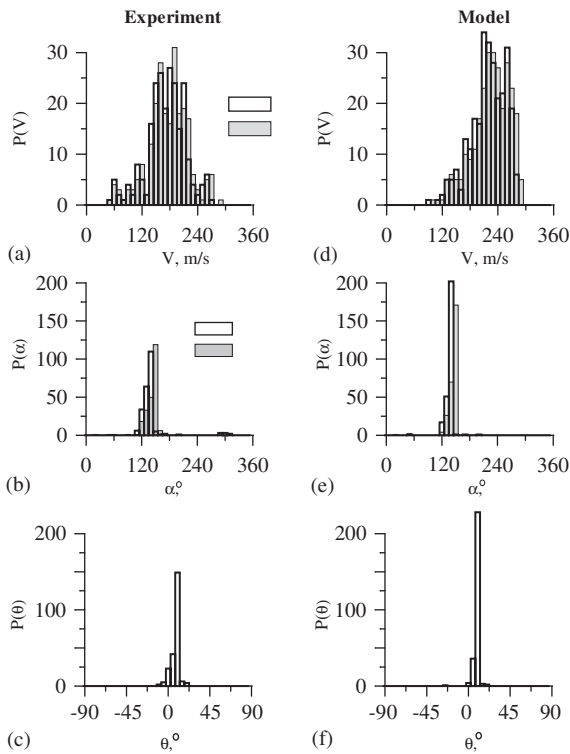 Experiment
Model
P(V)
30
20
10
0
0 120 240 360
V, m/s
(a)
P(V)
30
20
10
0
0 120 240 360
V, m/s
(d)
P(α)
200
150
100
50
0
0 120 240 360
α,°
(b)
P(α)
200
150
100
50
0
0 120 240 360
α,°
(e)
P(θ)
200
100
0
-90 -45 0 45 90
θ,°
(c)
P(θ)
200
100
0
-90 -45 0 45 90
θ,°
(f)